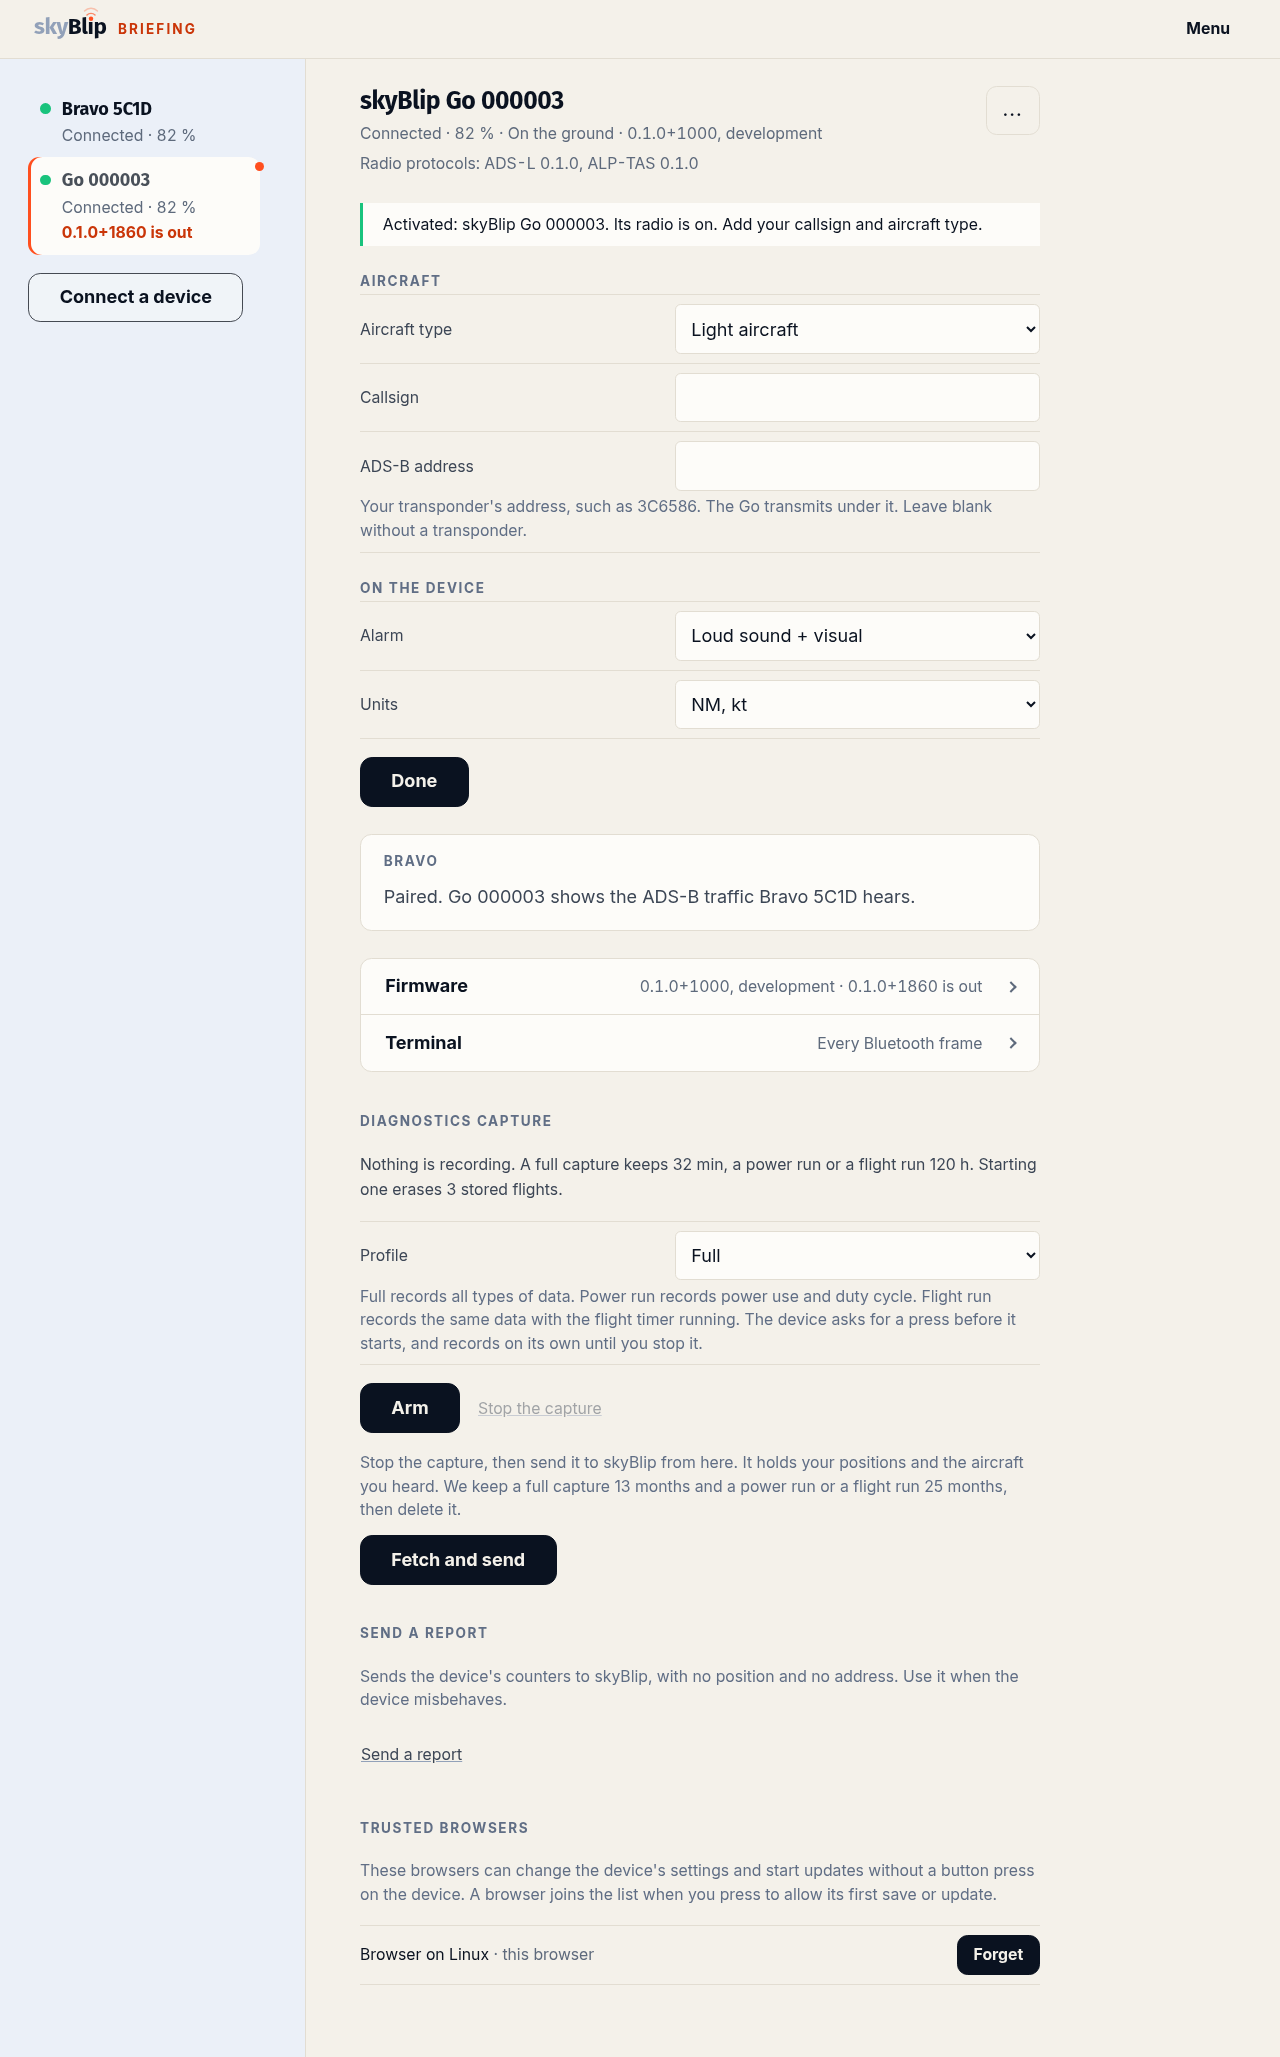 skyBlip BRIEFING
Menu
Bravo 5C1D
Connected · 82 %
Go 000003
Connected · 82 %
0.1.0+1860 is out
Connect a device
skyBlip Go 000003
...
Connected · 82 % · On the ground · 0.1.0+1000, development
Radio protocols: ADS-L 0.1.0, ALP-TAS 0.1.0
Activated: skyBlip Go 000003. Its radio is on. Add your callsign and aircraft type.
AIRCRAFT
Aircraft type
Light aircraft
Callsign
ADS-B address
Your transponder's address, such as 3C6586. The Go transmits under it. Leave blank
without a transponder.
ON THE DEVICE
Alarm
Loud sound + visual
Units
NM, kt
Done
BRAVO
Paired. Go 000003 shows the ADS-B traffic Bravo 5C1D hears.
Firmware
0.1.0+1000, development · 0.1.0+1860 is out
Terminal
Every Bluetooth frame
DIAGNOSTICS CAPTURE
Nothing is recording. A full capture keeps 32 min, a power run or a flight run 120 h. Starting
one erases 3 stored flights.
Profile
Full
Full records all types of data. Power run records power use and duty cycle. Flight run
records the same data with the flight timer running. The device asks for a press before it
starts, and records on its own until you stop it.
Arm
Stop the capture
Stop the capture, then send it to skyBlip from here. It holds your positions and the aircraft
you heard. We keep a full capture 13 months and a power run or a flight run 25 months,
then delete it.
Fetch and send
SEND A REPORT
Sends the device's counters to skyBlip, with no position and no address. Use it when the
device misbehaves.
Send a report
TRUSTED BROWSERS
These browsers can change the device's settings and start updates without a button press
on the device. A browser joins the list when you press to allow its first save or update.
Browser on Linux · this browser
Forget